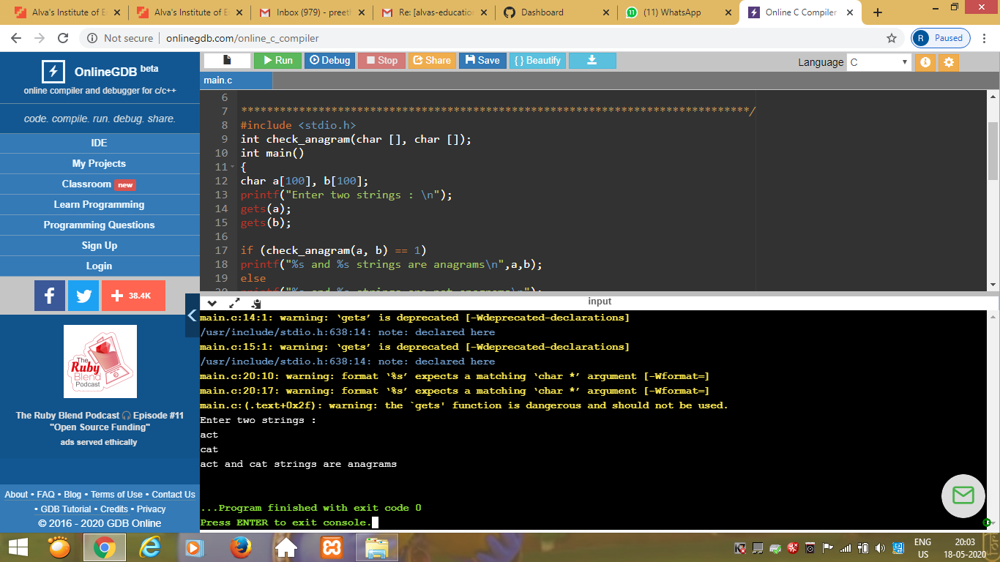 Alva's Institute of E
Alva's Institute of E
Inbox (979) - preeth
Re: [alvas-education
Dashboard
(11) WhatsApp
Online C Compiler
Not secure | onlinegdb.com/online_c_compiler
R Paused
OnlineGDB beta
online compiler and debugger for c/c++
code. compile. run. debug. share.
IDE
My Projects
Classroom new
Learn Programming
Programming Questions
Sign Up
Login
38.4K
The Ruby Blend Podcast
The Ruby Blend Podcast 🎧 Episode #11
"Open Source Funding"
ads served ethically
About • FAQ • Blog • Terms of Use • Contact Us
• GDB Tutorial • Credits • Privacy
© 2016 - 2020 GDB Online
Run Debug Stop Share Save { } Beautify
Language C
main.c
6
7 *******************************************************************************/
8 #include <stdio.h>
9 int check_anagram(char [], char []);
10 int main()
11 {
12 char a[100], b[100];
13 printf("Enter two strings : \n");
14 gets(a);
15 gets(b);
16
17 if (check_anagram(a, b) == 1)
18 printf("%s and %s strings are anagrams\n",a,b);
19 else
20 printf("%s and %s strings are not anagrams\n");
input
main.c:14:1: warning: ‘gets’ is deprecated [-Wdeprecated-declarations]
/usr/include/stdio.h:638:14: note: declared here
main.c:15:1: warning: ‘gets’ is deprecated [-Wdeprecated-declarations]
/usr/include/stdio.h:638:14: note: declared here
main.c:20:10: warning: format ‘%s’ expects a matching ‘char *’ argument [-Wformat=]
main.c:20:17: warning: format ‘%s’ expects a matching ‘char *’ argument [-Wformat=]
main.c:(.text+0x2f): warning: the `gets' function is dangerous and should not be used.
Enter two strings :
act
cat
act and cat strings are anagrams
...Program finished with exit code 0
Press ENTER to exit console.
ENG
US
20:03
18-05-2020